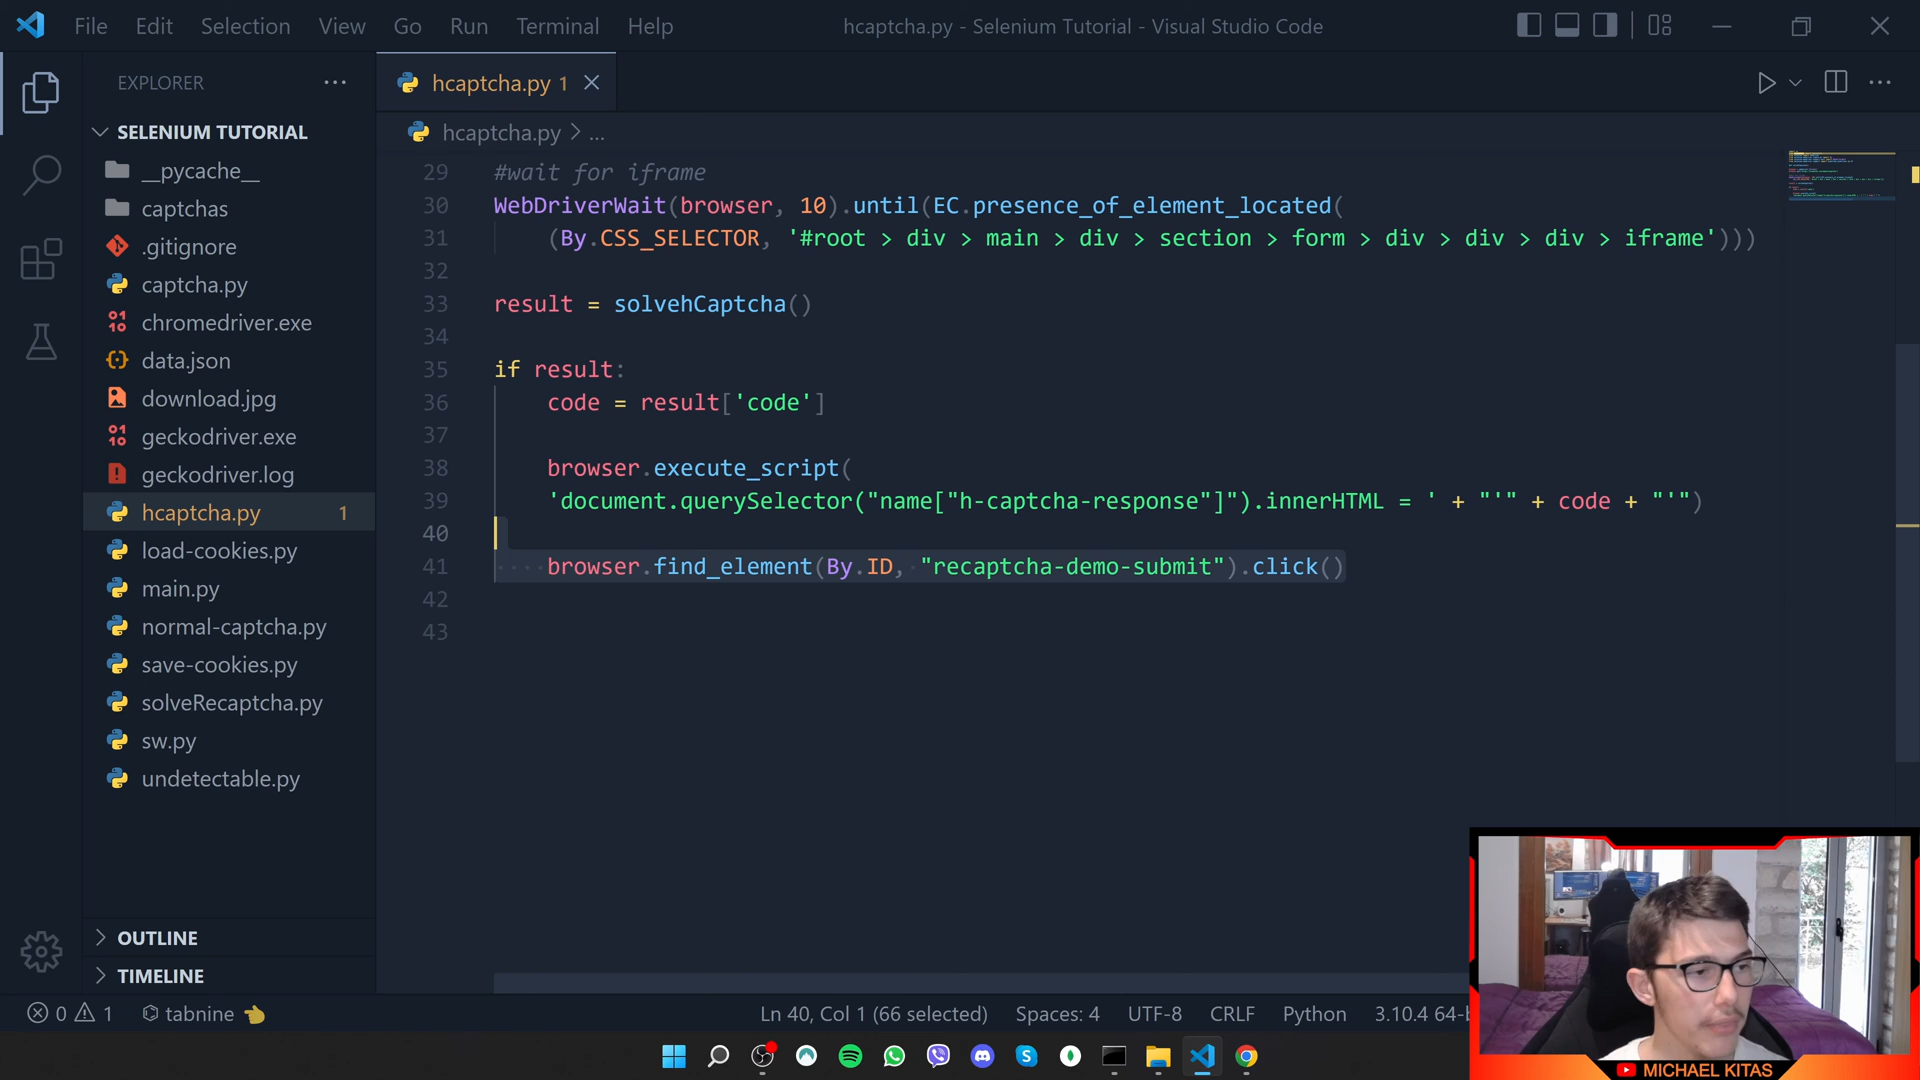 File Edit Selection View Go Run Terminal Help
hcaptcha.py - Selenium Tutorial - Visual Studio Code
EXPLORER
hcaptcha.py 1
SELENIUM TUTORIAL
__pycache__
captchas
.gitignore
captcha.py
chromedriver.exe
data.json
download.jpg
geckodriver.exe
geckodriver.log
hcaptcha.py 1
load-cookies.py
main.py
normal-captcha.py
save-cookies.py
solveRecaptcha.py
sw.py
undetectable.py
OUTLINE
TIMELINE
hcaptcha.py > ...
29 #wait for iframe
30 WebDriverWait(browser, 10).until(EC.presence_of_element_located(
31 (By.CSS_SELECTOR, '#root > div > main > div > section > form > div > div > div > iframe')))
32
33 result = solvehCaptcha()
34
35 if result:
36 code = result['code']
37
38 browser.execute_script(
39 'document.querySelector("name["h-captcha-response"]").innerHTML = ' + "'" + code + "'")
40
41 browser.find_element(By.ID, "recaptcha-demo-submit").click()
42
43
0 1 tabnine
Ln 40, Col 1 (66 selected) Spaces: 4 UTF-8 CRLF Python 3.10.4 64-b
MICHAEL KITAS